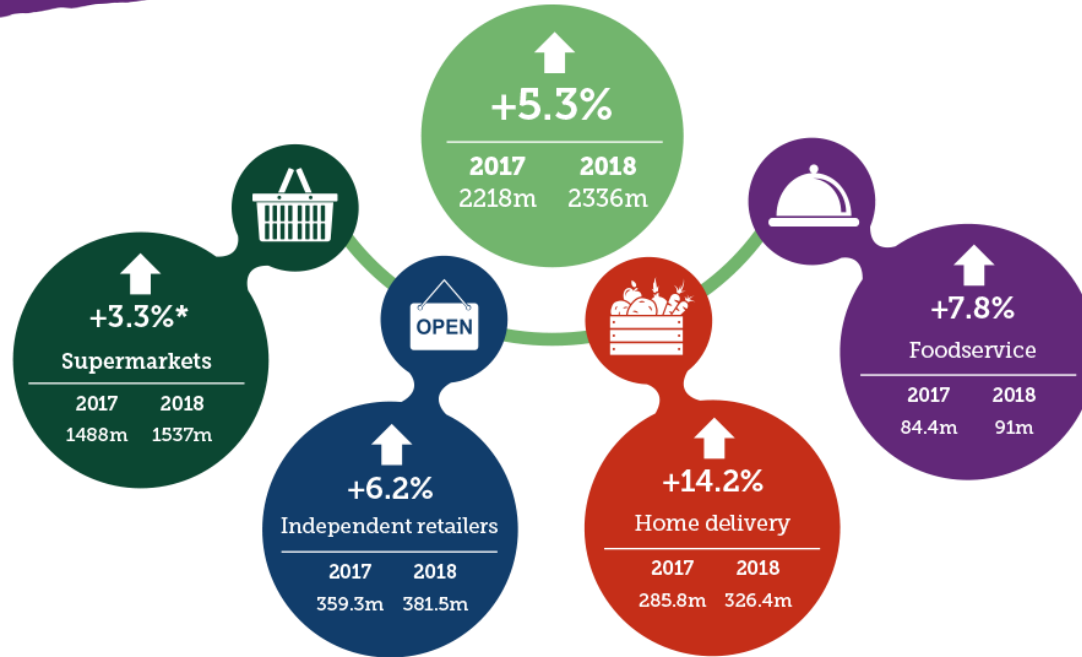 +5.3%
2017 2018
2218m 2336m
+3.3%*
Supermarkets
2017 2018
1488m 1537m
OPEN
+6.2%
Independent retailers
2017 2018
359.3m 381.5m
+14.2%
Home delivery
2017 2018
285.8m 326.4m
+7.8%
Foodservice
2017 2018
84.4m 91m